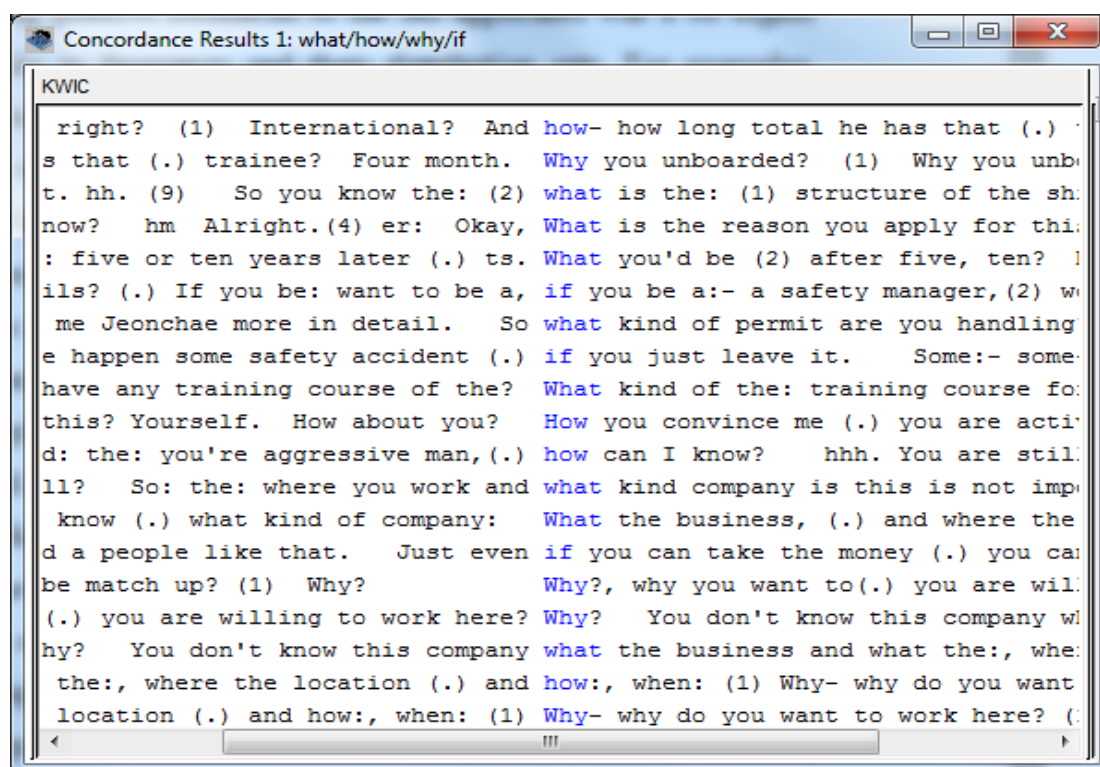 Concordance Results 1: what/how/why/if
KWIC
right? (1) International? And how- how long total he has that (.)
s that (.) trainee? Four month. Why you unboarded? (1) Why you unb
t. hh. (9) So you know the: (2) what is the: (1) structure of the sh
now? hm Alright.(4) er: Okay, What is the reason you apply for thi
: five or ten years later (.) ts. What you'd be (2) after five, ten?
ils? (.) If you be: want to be a, if you be a:- a safety manager,(2) w
me Jeonchae more in detail. So what kind of permit are you handling
e happen some safety accident (.) if you just leave it. Some:- some
have any training course of the? What kind of the: training course fo
this? Yourself. How about you? How you convince me (.) you are acti
d: the: you're aggressive man,(.) how can I know? hhh. You are still
ll? So: the: where you work and what kind company is this is not imp
know (.) what kind of company: What the business, (.) and where the
d a people like that. Just even if you can take the money (.) you ca
be match up? (1) Why? Why?, why you want to(.) you are wil
(.) you are willing to work here? Why? You don't know this company w
hy? You don't know this company what the business and what the:, whe
the:, where the location (.) and how:, when: (1) Why- why do you want
location (.) and how:, when: (1) Why- why do you want to work here? (